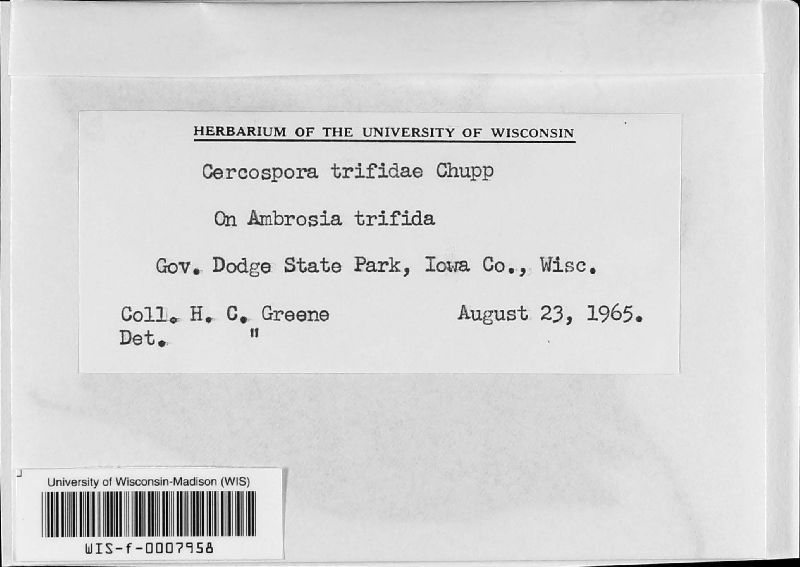 HERBARIUM OF THE UNIVERSITY OF WISCONSIN
Cercospora trifidae Chupp
On Ambrosia trifida
Gov. Dodge State Park, Iowa Co., Wisc.
Coll. H. C. Greene August 23, 1965.
Det. "
University of Wisconsin-Madison (WIS)
WIS-f-0007958